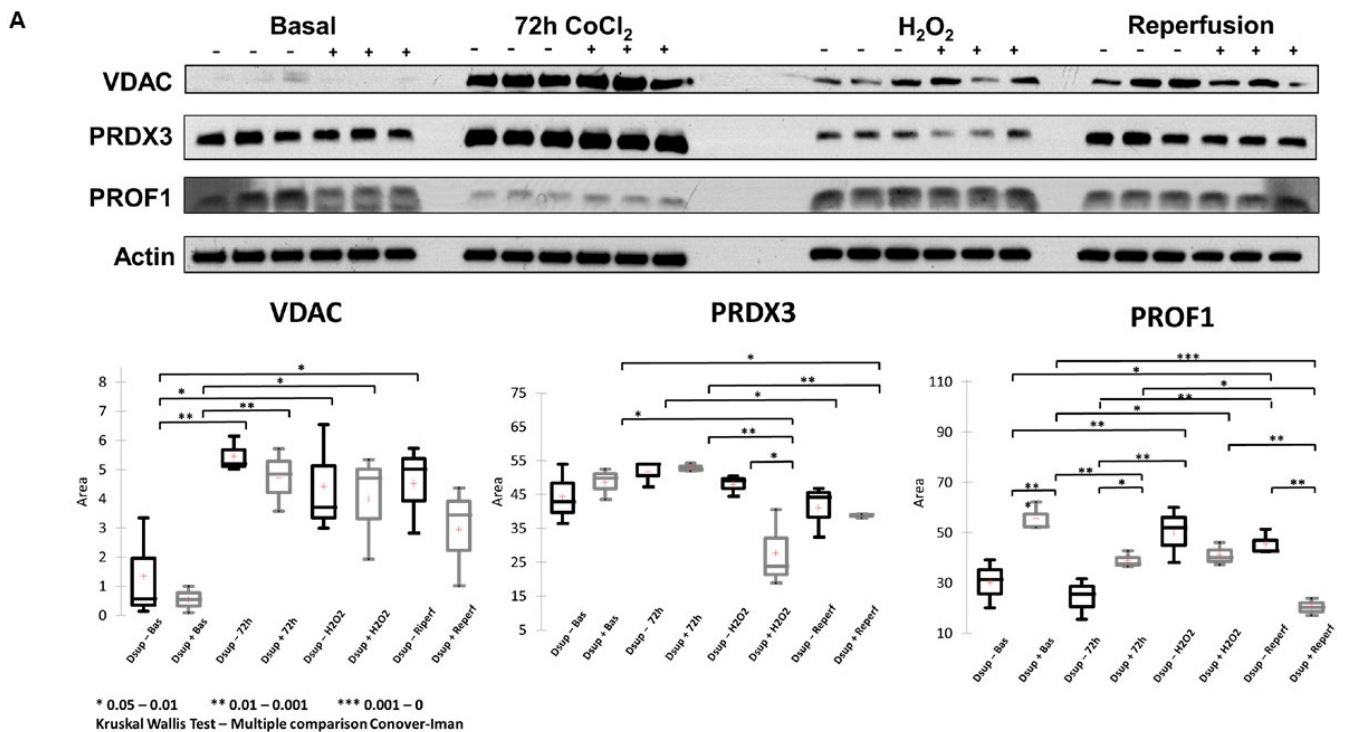 A
Basal 72h CoCl₂ H₂O₂ Reperfusion
- - - + + + - - - + + + - - - + + + - - - + + +
VDAC
PRDX3
PROF1
Actin
VDAC
Area
8
7
6
5
4
3
2
1
0
* * * * ** **
Dsup – Bas
Dsup + Bas
Dsup – 72h
Dsup + 72h
Dsup – H2O2
Dsup + H2O2
Dsup – Riperf
Dsup + Reperf
PRDX3
Area
75
65
55
45
35
25
15
5
* ** * * ** *
Dsup – Bas
Dsup + Bas
Dsup – 72h
Dsup + 72h
Dsup – H2O2
Dsup + H2O2
Dsup – Reperf
Dsup + Reperf
PROF1
Area
110
90
70
50
30
10
*** * * ** * ** ** ** ** * ** ** *
Dsup – Bas
Dsup + Bas
Dsup – 72h
Dsup + 72h
Dsup – H2O2
Dsup + H2O2
Dsup – Reperf
Dsup + Reperf
* 0.05 – 0.01 ** 0.01 – 0.001 *** 0.001 – 0
Kruskal Wallis Test – Multiple comparison Conover-Iman